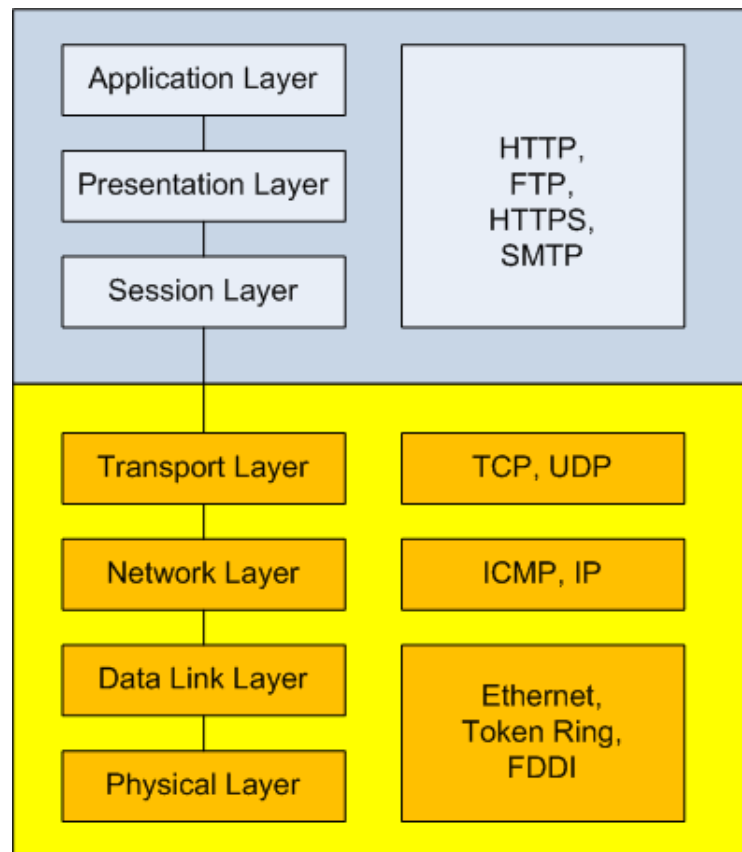 Application Layer
Presentation Layer
Session Layer
HTTP,
FTP,
HTTPS,
SMTP
Transport Layer
TCP, UDP
Network Layer
ICMP, IP
Data Link Layer
Physical Layer
Ethernet,
Token Ring,
FDDI